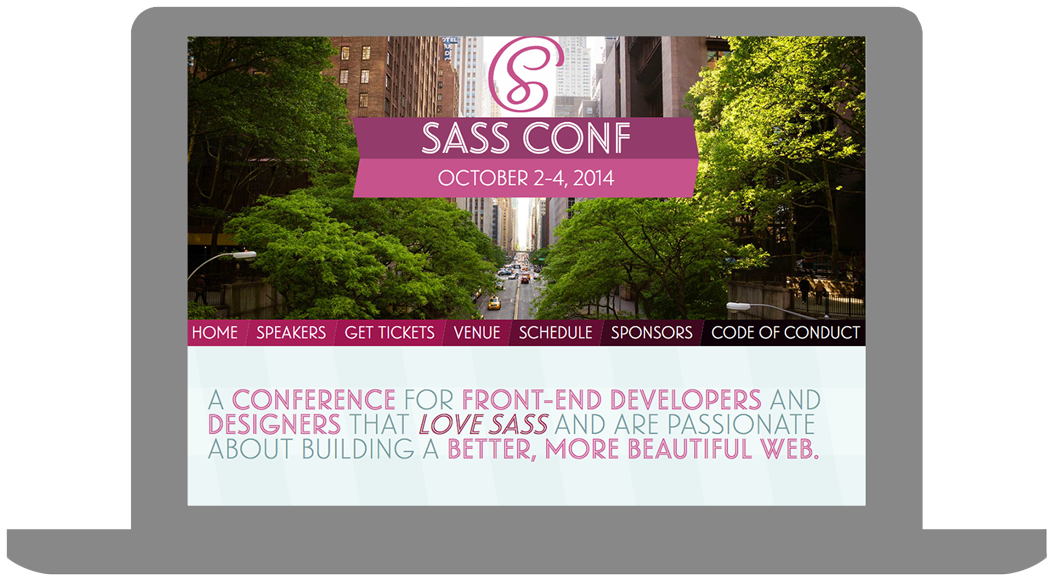 SASS CONF
OCTOBER 2-4, 2014
HOME SPEAKERS GET TICKETS VENUE SCHEDULE SPONSORS CODE OF CONDUCT
A CONFERENCE FOR FRONT-END DEVELOPERS AND
DESIGNERS THAT LOVE SASS AND ARE PASSIONATE
ABOUT BUILDING A BETTER, MORE BEAUTIFUL WEB.